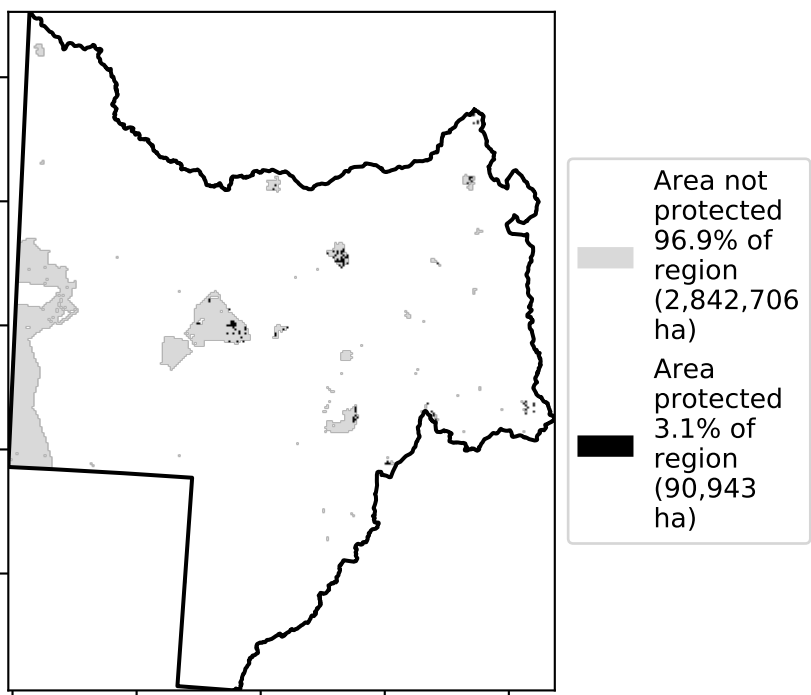 Area not
protected
96.9% of
region
(2,842,706
ha)
Area
protected
3.1% of
region
(90,943
ha)